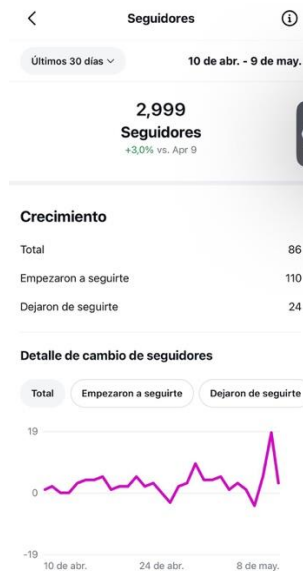 Seguidores
Últimos 30 días
10 de abr. - 9 de may.
2,999
Seguidores
+3,0% vs. Apr 9
Crecimiento
Total 86
Empezaron a seguirte 110
Dejaron de seguirte 24
Detalle de cambio de seguidores
Total Empezaron a seguirte Dejaron de seguirte
19
0
-19
10 de abr. 24 de abr. 8 de may.